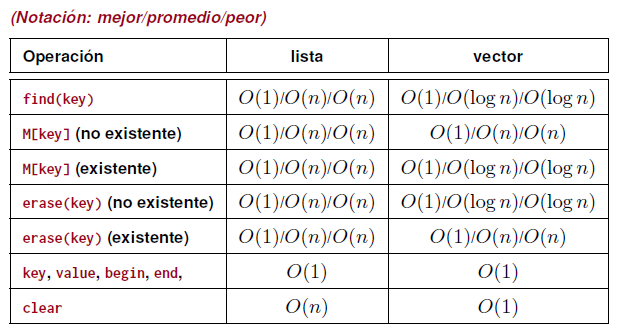 (Notación: mejor/promedio/peor)
Operación lista vector
find(key) O(1)/O(n)/O(n) O(1)/O(log n)/O(log n)
M[key] (no existente) O(1)/O(n)/O(n) O(1)/O(n)/O(n)
M[key] (existente) O(1)/O(n)/O(n) O(1)/O(log n)/O(log n)
erase(key) (no existente) O(1)/O(n)/O(n) O(1)/O(log n)/O(log n)
erase(key) (existente) O(1)/O(n)/O(n) O(1)/O(n)/O(n)
key, value, begin, end, O(1) O(1)
clear O(n) O(1)